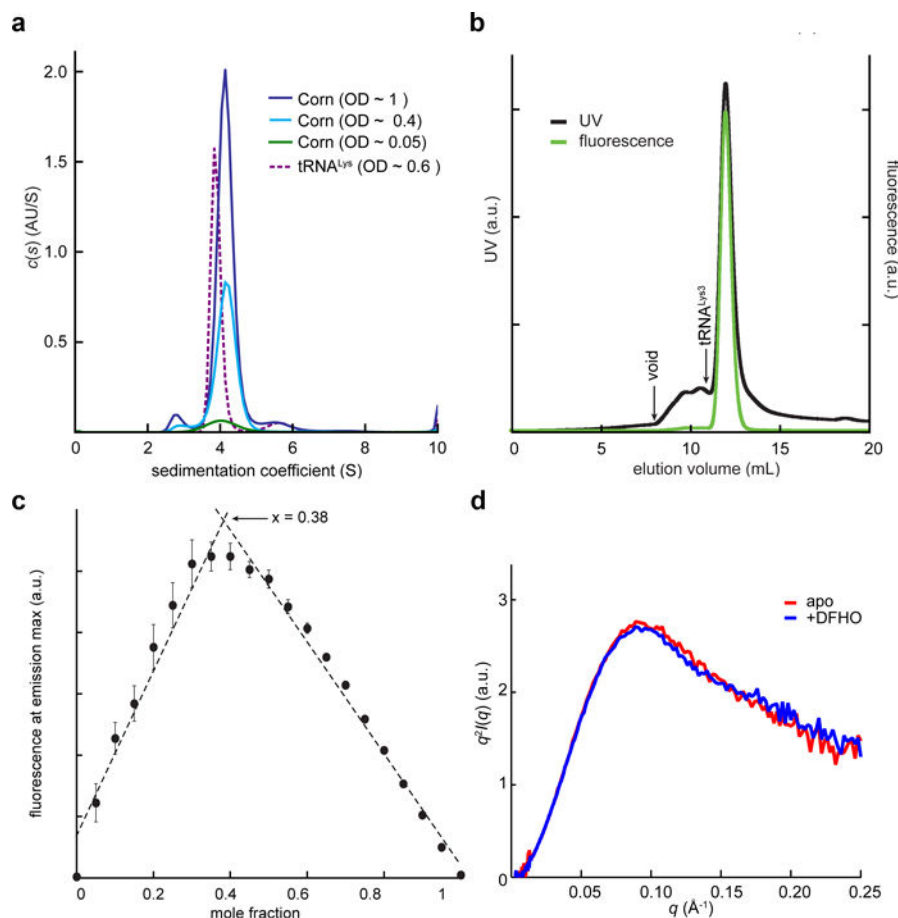 a
c(s) (AU/S)
2.0
1.5
1.0
0.5
0
2
4
6
8
10
sedimentation coefficient (S)
Corn (OD ~ 1 )
Corn (OD ~ 0.4)
Corn (OD ~ 0.05)
tRNALys (OD ~ 0.6 )
b
UV (a.u.)
fluorescence (a.u.)
UV
fluorescence
void
tRNALys3
0
5
10
15
20
elution volume (mL)
c
fluorescence at emission max (a.u.)
x = 0.38
0
0.2
0.4
0.6
0.8
1
mole fraction
d
q²I(q) (a.u.)
3
2
1
0
apo
+DFHO
0.05
0.10
0.15
0.20
0.25
q (Å⁻¹)